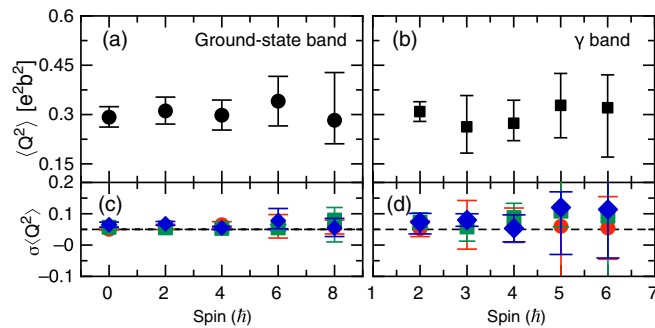 0.6
(a) Ground-state band
(b) γ band
0.45
0.3
0.15
⟨Q²⟩ [e²b²]
0.2
(c)
(d)
0.1
−0
−0.1
σ⟨Q²⟩
0 2 4 6 8
1 2 3 4 5 6 7
Spin (ℏ)
Spin (ℏ)